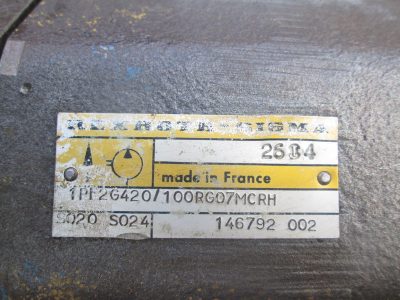 REXROTH-SIGMA
2684
made in France
1PF2G420/100RG07MCRH
S020 S024 146792 002